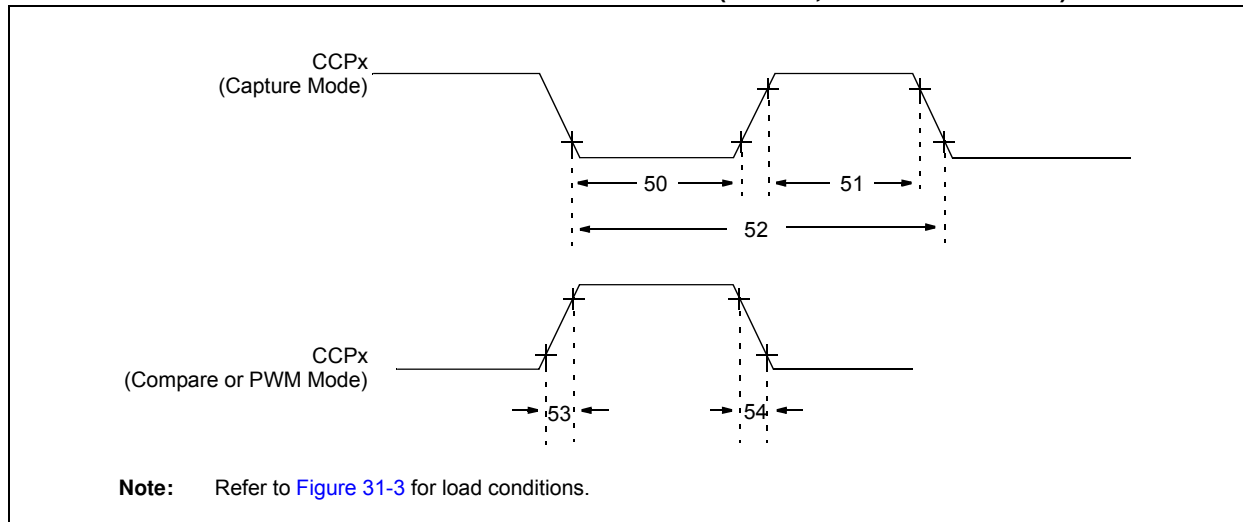 CCPx
(Capture Mode)
50
51
52
CCPx
(Compare or PWM Mode)
53
54
Note: Refer to Figure 31-3 for load conditions.